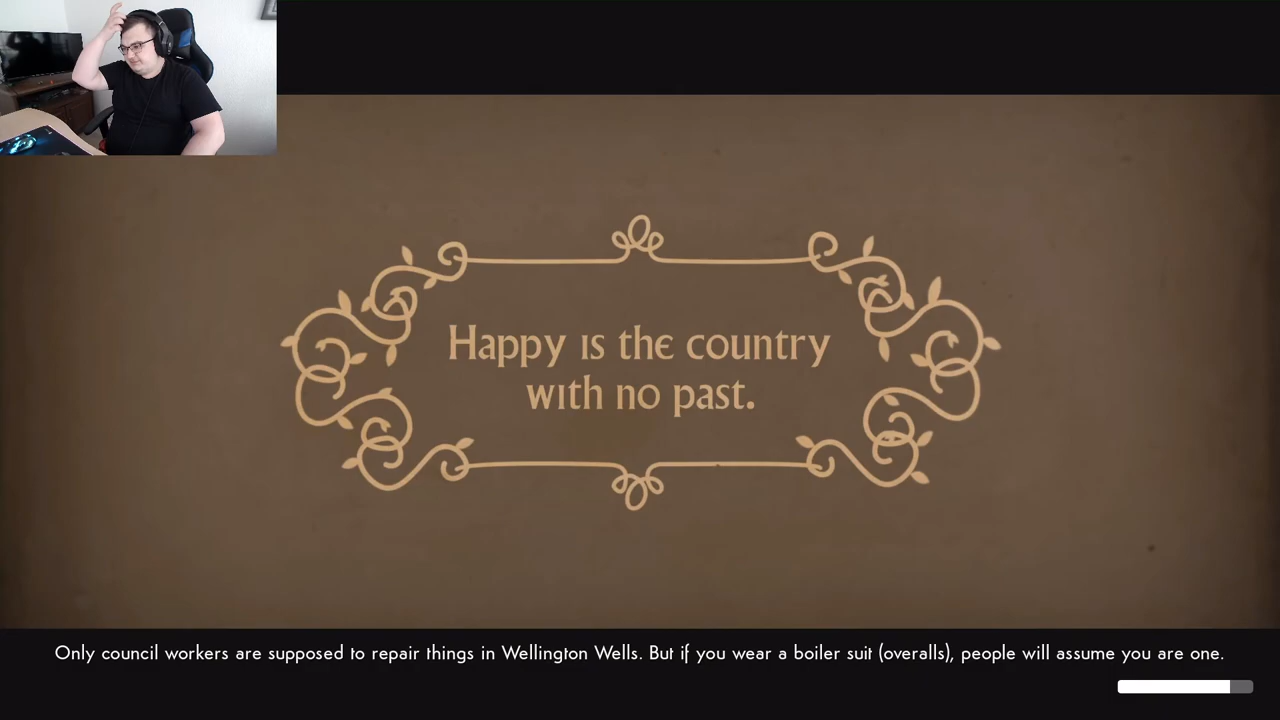 Happy is the country
with no past.
Only council workers are supposed to repair things in Wellington Wells. But if you wear a boiler suit (overalls), people will assume you are one.